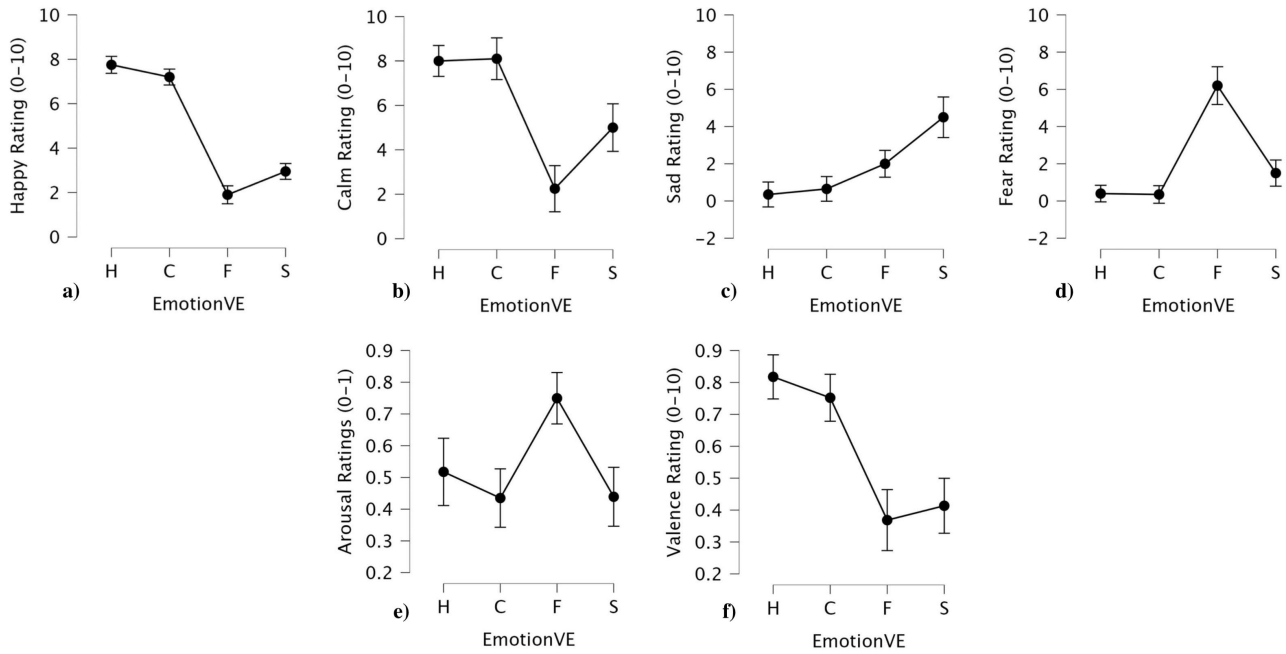 Happy Rating (0–10)
10
8
6
4
2
0
H C F S
a)
EmotionVE
Calm Rating (0–10)
10
8
6
4
2
0
H C F S
b)
EmotionVE
Sad Rating (0–10)
10
8
6
4
2
0
−2
H C F S
c)
EmotionVE
Fear Rating (0–10)
10
8
6
4
2
0
−2
H C F S
d)
EmotionVE
Arousal Ratings (0–1)
0.9
0.8
0.7
0.6
0.5
0.4
0.3
0.2
H C F S
e)
EmotionVE
Valence Rating (0–10)
0.9
0.8
0.7
0.6
0.5
0.4
0.3
0.2
H C F S
f)
EmotionVE